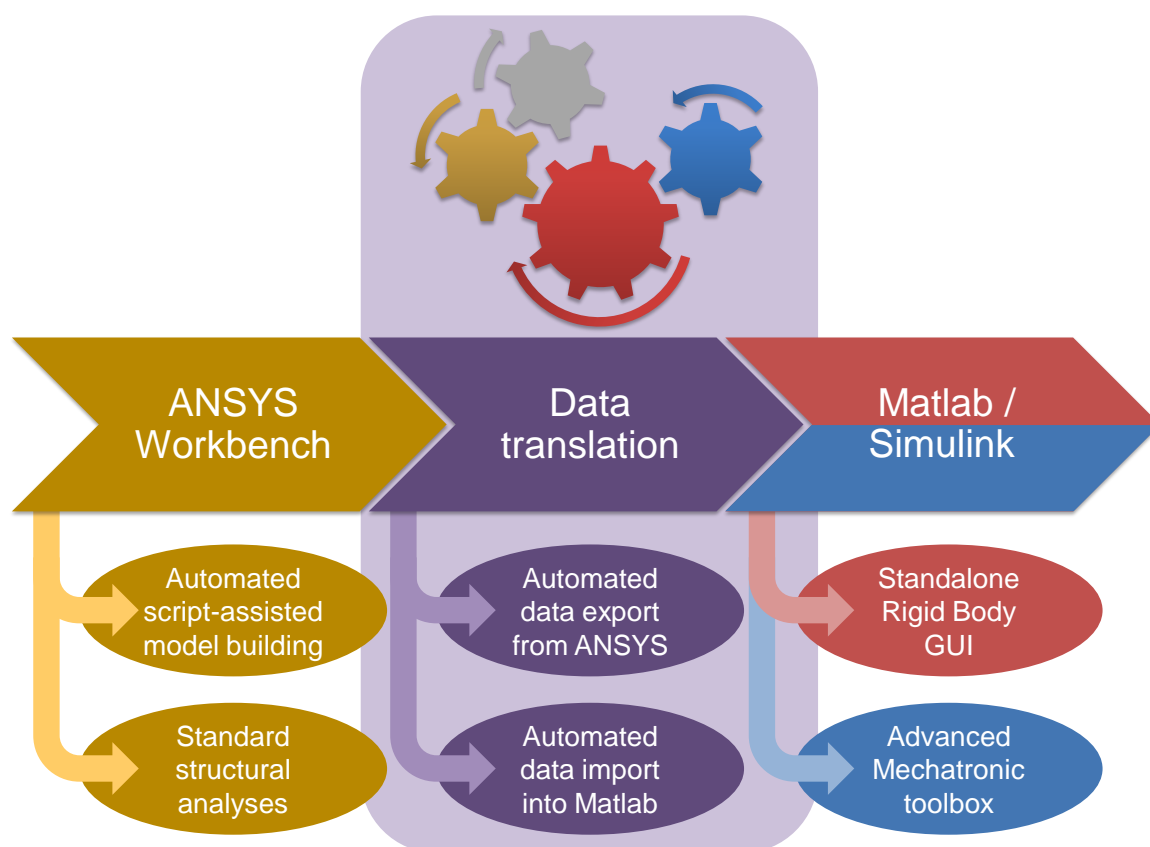 ANSYS
Workbench
Data
translation
Matlab /
Simulink
Automated
script-assisted
model building
Automated
data export
from ANSYS
Standalone
Rigid Body
GUI
Standard
structural
analyses
Automated
data import
into Matlab
Advanced
Mechatronic
toolbox